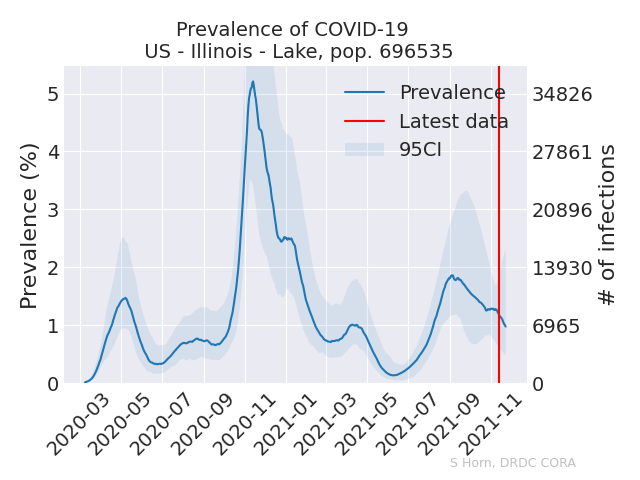 Prevalence of COVID-19
US - Illinois - Lake, pop. 696535
Prevalence (%)
5
4
3
2
1
0
Prevalence
Latest data
95CI
34826
27861
20896
13930
6965
0
# of infections
2020-03
2020-05
2020-07
2020-09
2020-11
2021-01
2021-03
2021-05
2021-07
2021-09
2021-11
S Horn, DRDC CORA